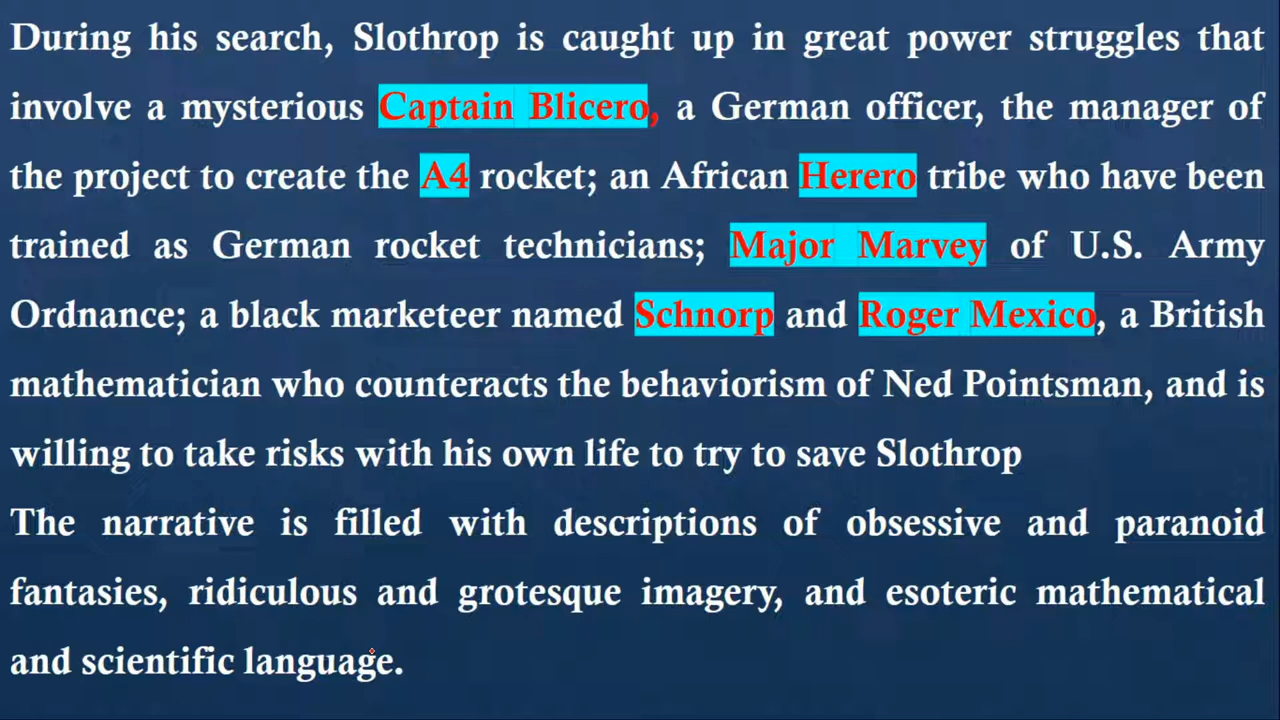 During his search, Slothrop is caught up in great power struggles that
involve a mysterious Captain Blicero, a German officer, the manager of
the project to create the A4 rocket; an African Herero tribe who have been
trained as German rocket technicians; Major Marvey of U.S. Army
Ordnance; a black marketeer named Schnorp and Roger Mexico, a British
mathematician who counteracts the behaviorism of Ned Pointsman, and is
willing to take risks with his own life to try to save Slothrop
The narrative is filled with descriptions of obsessive and paranoid
fantasies, ridiculous and grotesque imagery, and esoteric mathematical
and scientific language.